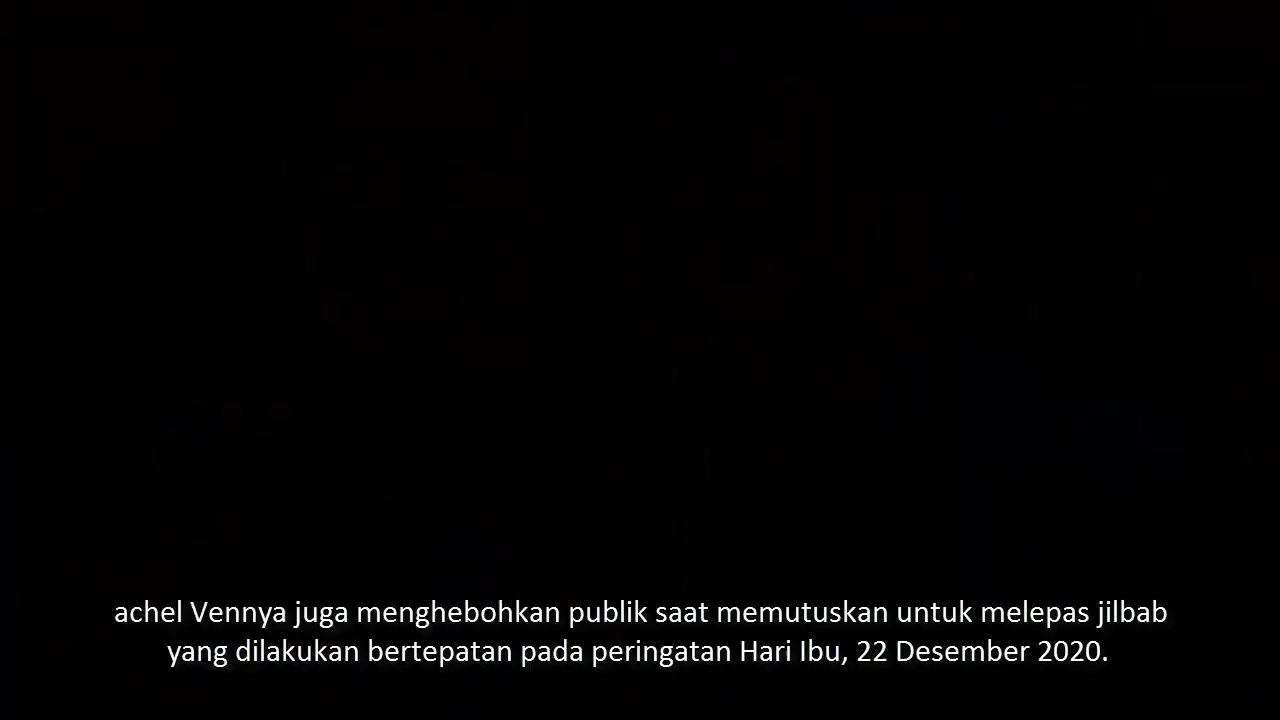 achel Vennya juga menghebohkan publik saat memutuskan untuk melepas jilbab
yang dilakukan bertepatan pada peringatan Hari Ibu, 22 Desember 2020.